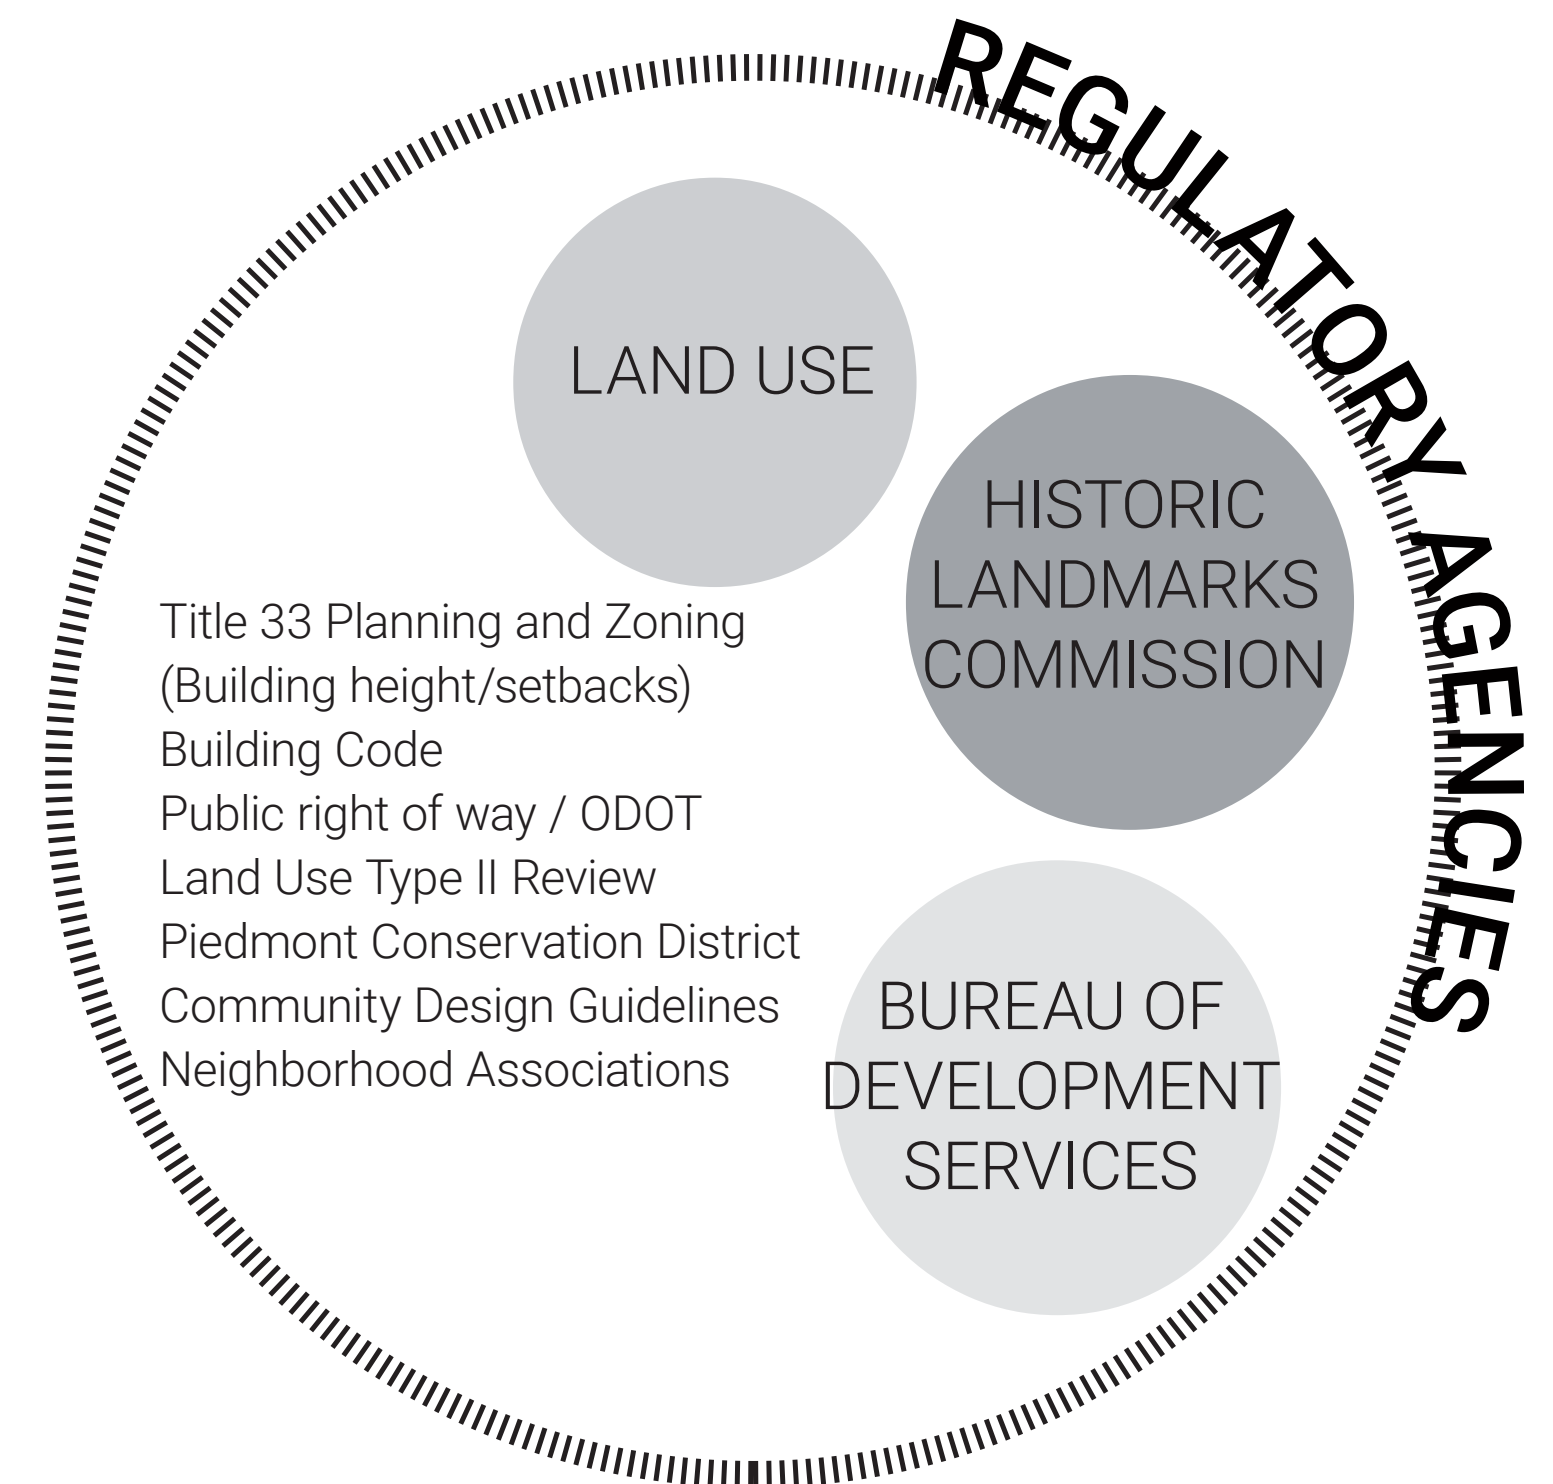 REGULATORY AGENCIES
LAND USE
HISTORIC
LANDMARKS
COMMISSION
Title 33 Planning and Zoning
(Building height/setbacks)
Building Code
Public right of way / ODOT
Land Use Type II Review
Piedmont Conservation District
Community Design Guidelines
Neighborhood Associations
BUREAU OF
DEVELOPMENT
SERVICES